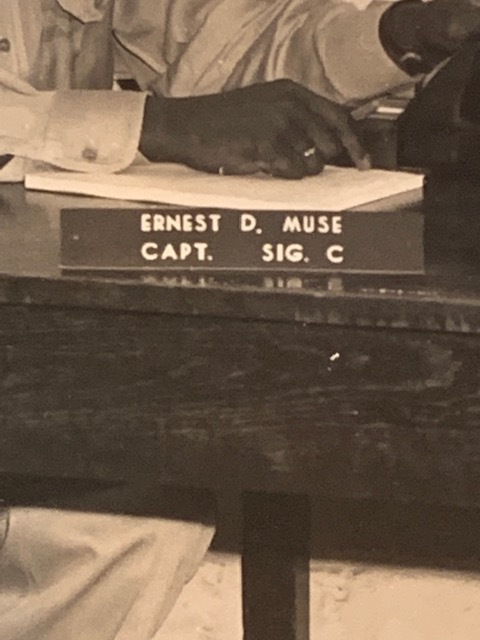 ERNEST D. MUSE
CAPT. SIG. C